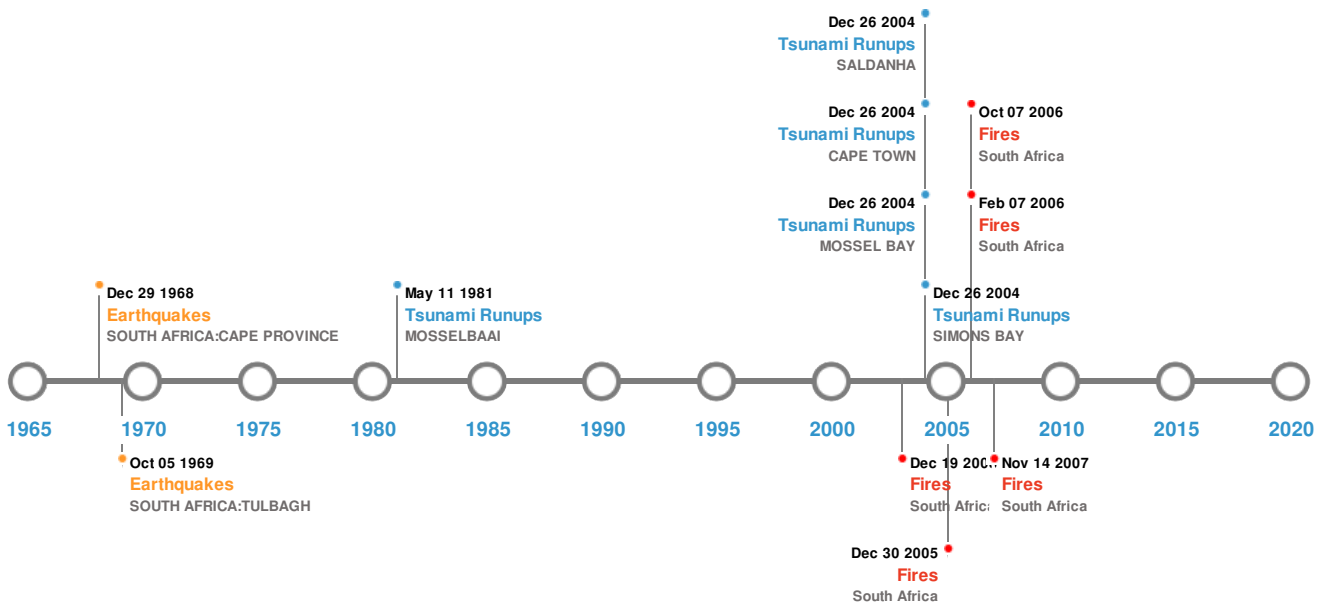 Dec 26 2004
Tsunami Runups
SALDANHA
Dec 26 2004
Tsunami Runups
CAPE TOWN
Oct 07 2006
Fires
South Africa
Dec 26 2004
Tsunami Runups
MOSSEL BAY
Feb 07 2006
Fires
South Africa
Dec 29 1968
Earthquakes
SOUTH AFRICA:CAPE PROVINCE
May 11 1981
Tsunami Runups
MOSSELBAAI
Dec 26 2004
Tsunami Runups
SIMONS BAY
1965 1970 1975 1980 1985 1990 1995 2000 2005 2010 2015 2020
Oct 05 1969
Earthquakes
SOUTH AFRICA:TULBAGH
Dec 19
Fires
South Africa
Nov 14 2007
Fires
South Africa
Dec 30 2005
Fires
South Africa